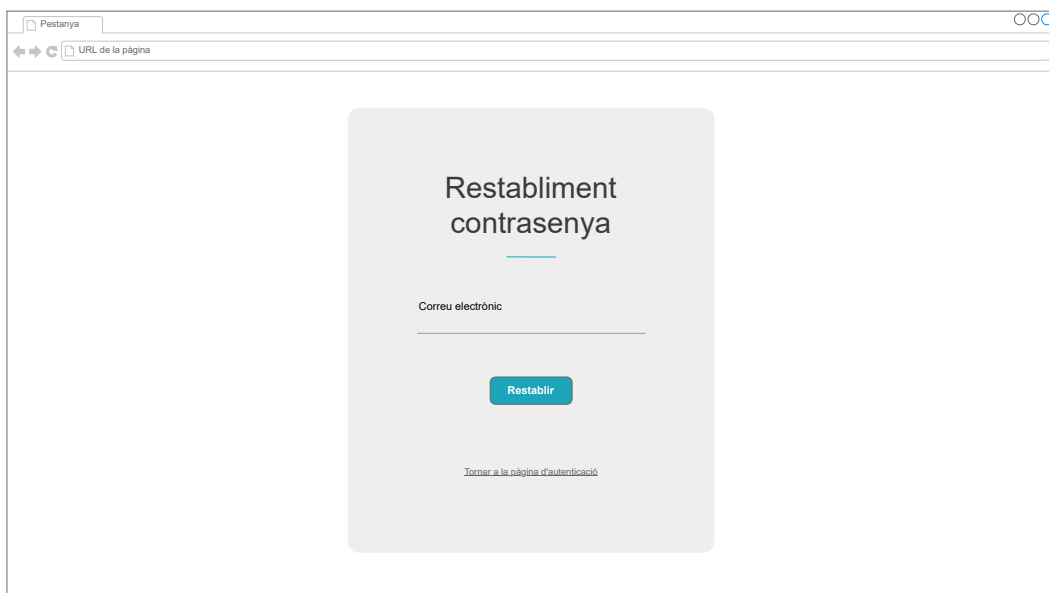 Pestanya
URL de la pàgina
Restabliment
contrasenya
Correu electrònic
Restablir
Tornar a la pàgina d'autenticació